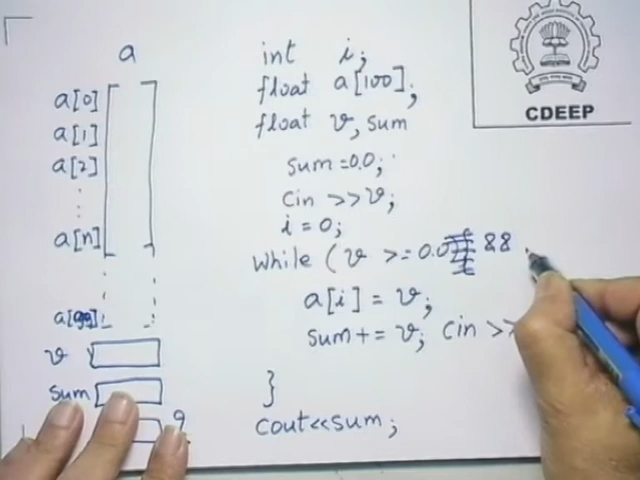 a
a[0]
a[1]
a[2]
a[n]
a[99]
v
sum
int i;
float a[100];
float v, sum
sum = 0.0;
cin >> v;
i = 0;
while ( v >= 0.0 &&
a[i] = v;
sum += v; cin >>
}
cout << sum;
CDEEP